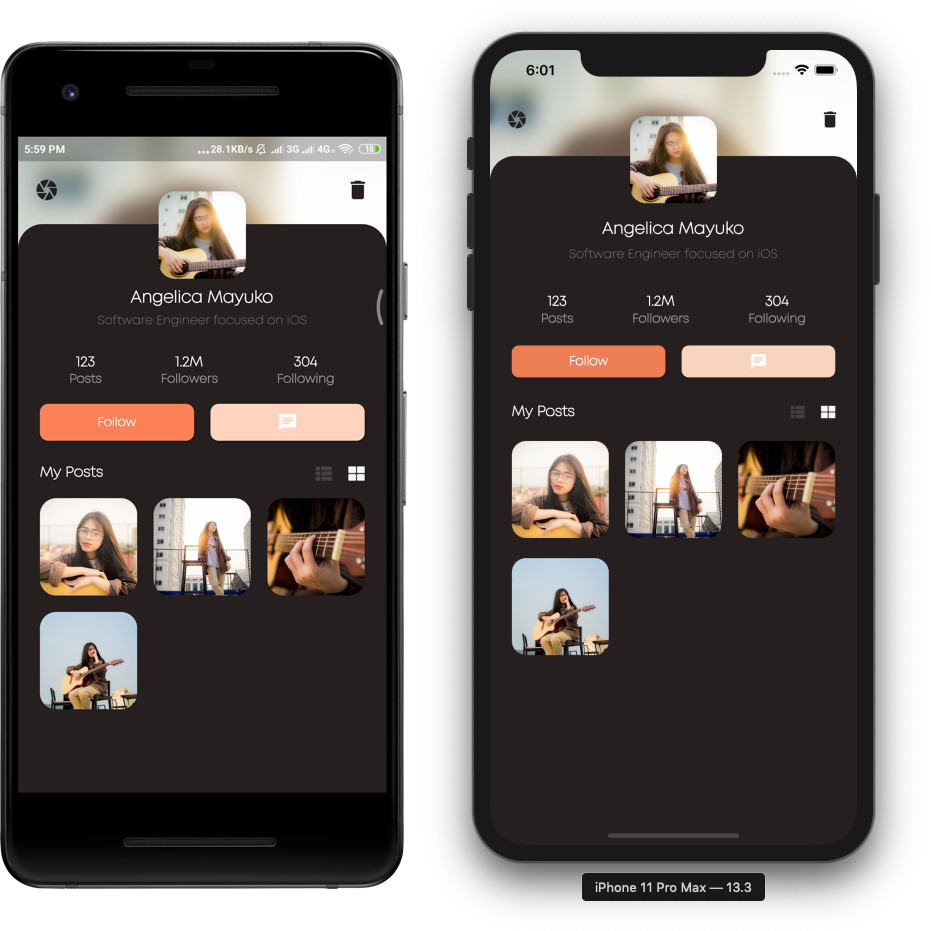 5:59 PM ...28.1KB/s 3G 4G 18
Angelica Mayuko
Software Engineer focused on iOS
123 1.2M 304
Posts Followers Following
Follow
My Posts
6:01
Angelica Mayuko
Software Engineer focused on iOS
123 1.2M 304
Posts Followers Following
Follow
My Posts
iPhone 11 Pro Max — 13.3